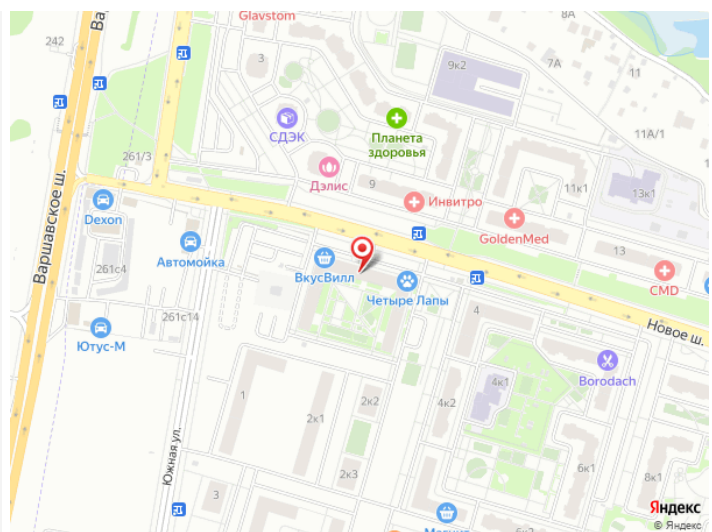 Glavstom
8А
242
3
7А
9к2
СДЭК
Планета
здоровья
11А/1
261/3
Дэлис
9
Инвитро
11к1
13к1
Dexon
GoldenMed
Варшавское ш.
261с4
Автомойка
13
CMD
ВкусВилл
Четыре Лапы
261с14
4
Новое ш.
Ютус-М
Borodach
1
2к2
4к1
2к1
4к2
Южная ул.
6к1
2к3
8к1
3
Яндекс
© Яндекс